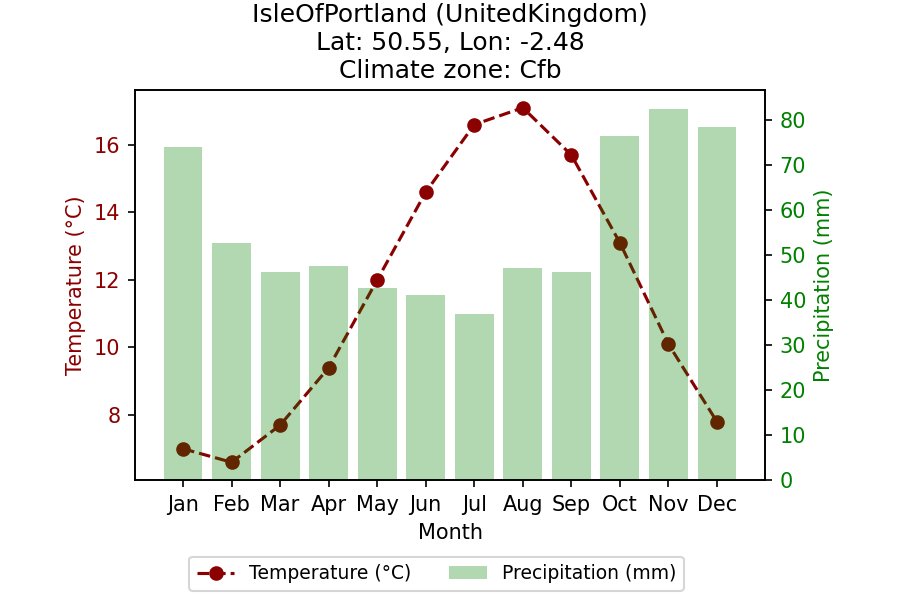 IsleOfPortland (UnitedKingdom)
Lat: 50.55, Lon: -2.48
Climate zone: Cfb
Temperature (°C)
16
14
12
10
8
80
70
60
50
40
30
20
10
0
Precipitation (mm)
Jan Feb Mar Apr May Jun Jul Aug Sep Oct Nov Dec
Month
Temperature (°C) Precipitation (mm)